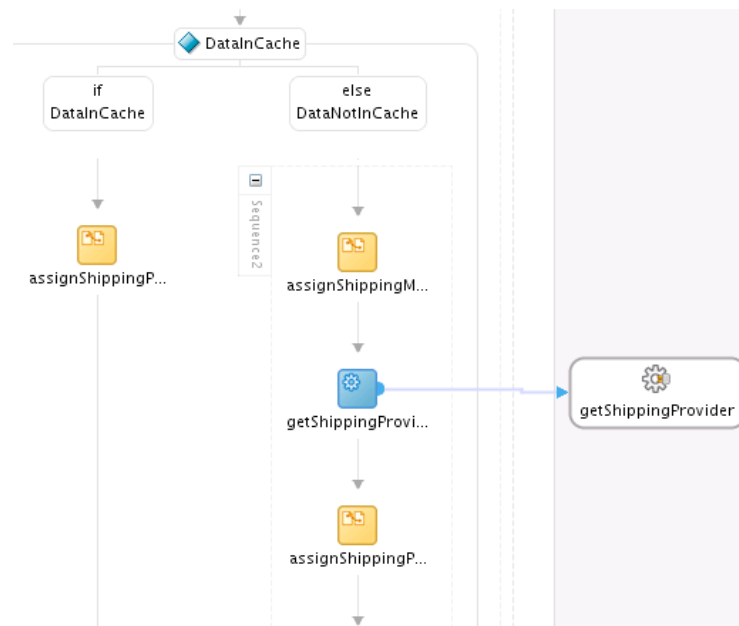 DataInCache
if
DataInCache
else
DataNotInCache
Sequence2
assignShippingP...
assignShippingM...
getShippingProvi...
getShippingProvider
assignShippingP...